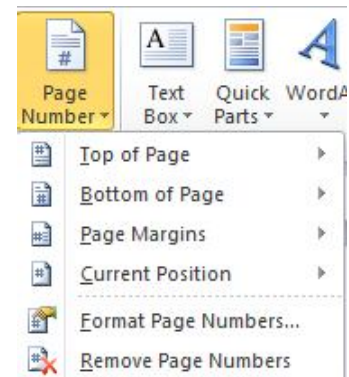 Page Number
Text Box
Quick Parts
WordA
Top of Page
Bottom of Page
Page Margins
Current Position
Format Page Numbers...
Remove Page Numbers